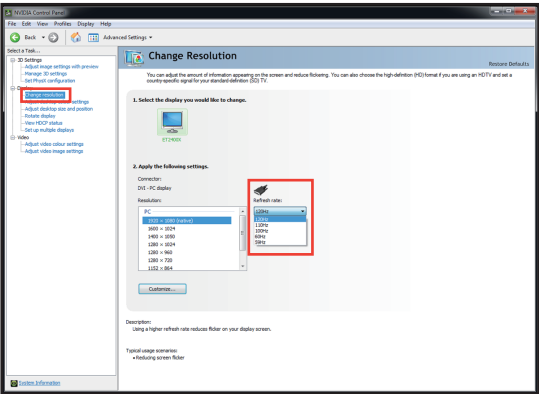 NVIDIA Control Panel
File Edit View Profiles Display Help
Back Advanced Settings
Select a Task...
3D Settings
Adjust image settings with preview
Manage 3D settings
Set PhysX configuration
Display
Change resolution
Adjust desktop size and position
Rotate display
View HDCP status
Set up multiple displays
Video
Adjust video colour settings
Adjust video image settings
System Information
Change Resolution
Restore Defaults
You can adjust the amount of information appearing on the screen and reduce flickering. You can also choose the high-definition (HD) format if you are using an HDTV and set a
country-specific signal for your standard-definition (SD) TV.
1. Select the display you would like to change.
2. Apply the following settings.
Connector:
DVI - PC display
Resolution:
Refresh rate:
PC
1920 × 1080 (native)
1600 × 1024
1400 × 1050
1280 × 1024
1280 × 960
1280 × 720
1152 × 864
120Hz
120Hz
110Hz
100Hz
60Hz
59Hz
Customize...
Description:
Using a higher refresh rate reduces flicker on your display screen.
Typical usage scenarios:
• Reducing screen flicker